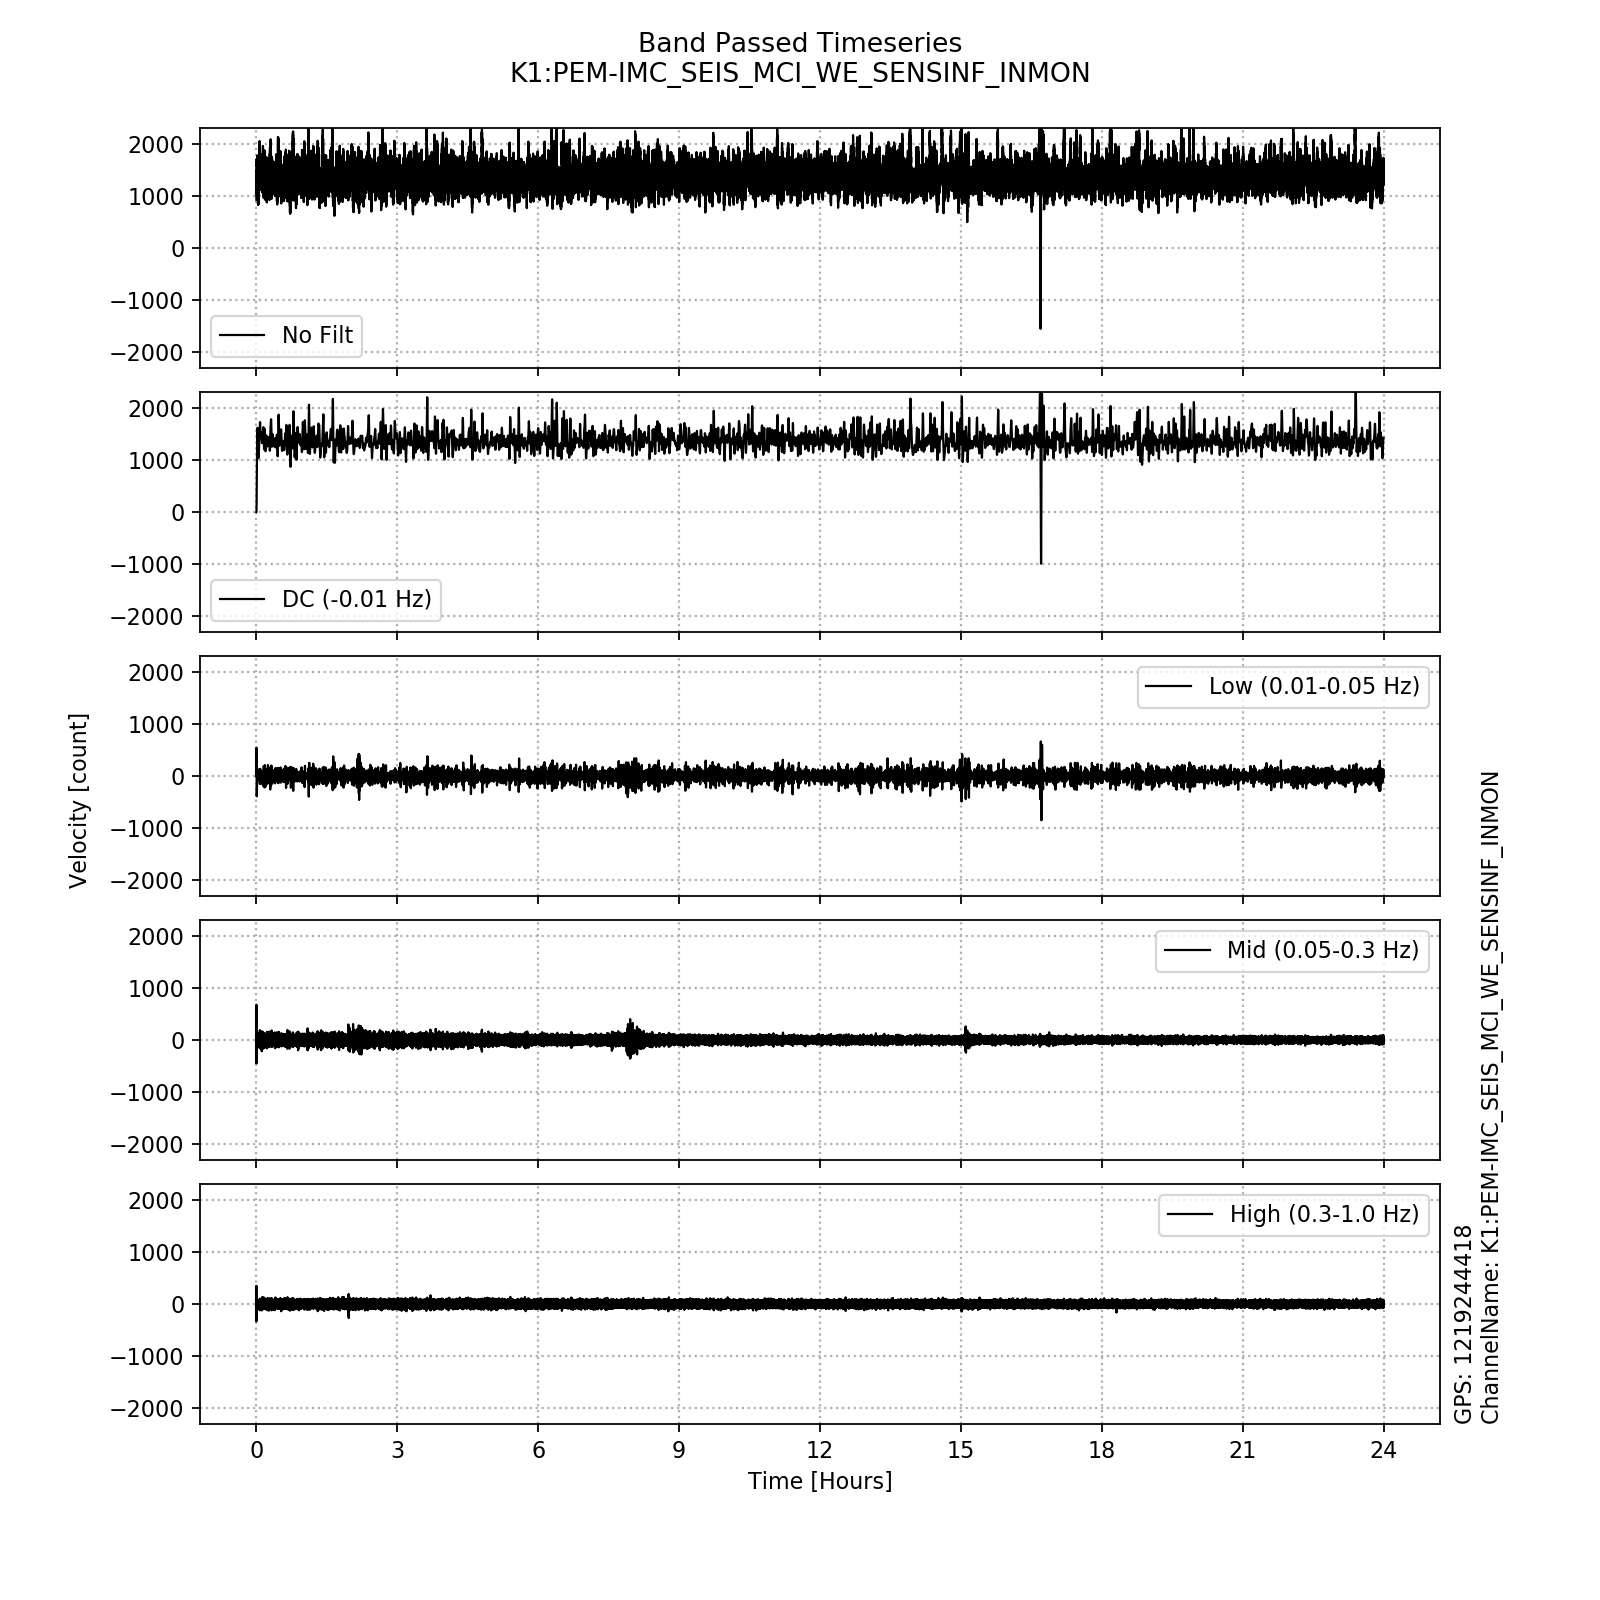 Band Passed Timeseries
K1:PEM-IMC_SEIS_MCI_WE_SENSINF_INMON
2000
1000
0
−1000
−2000
No Filt
2000
1000
0
−1000
−2000
DC (-0.01 Hz)
Velocity [count]
2000
1000
0
−1000
−2000
Low (0.01-0.05 Hz)
2000
1000
0
−1000
−2000
Mid (0.05-0.3 Hz)
2000
1000
0
−1000
−2000
High (0.3-1.0 Hz)
0 3 6 9 12 15 18 21 24
Time [Hours]
GPS: 1219244418
ChannelName: K1:PEM-IMC_SEIS_MCI_WE_SENSINF_INMON